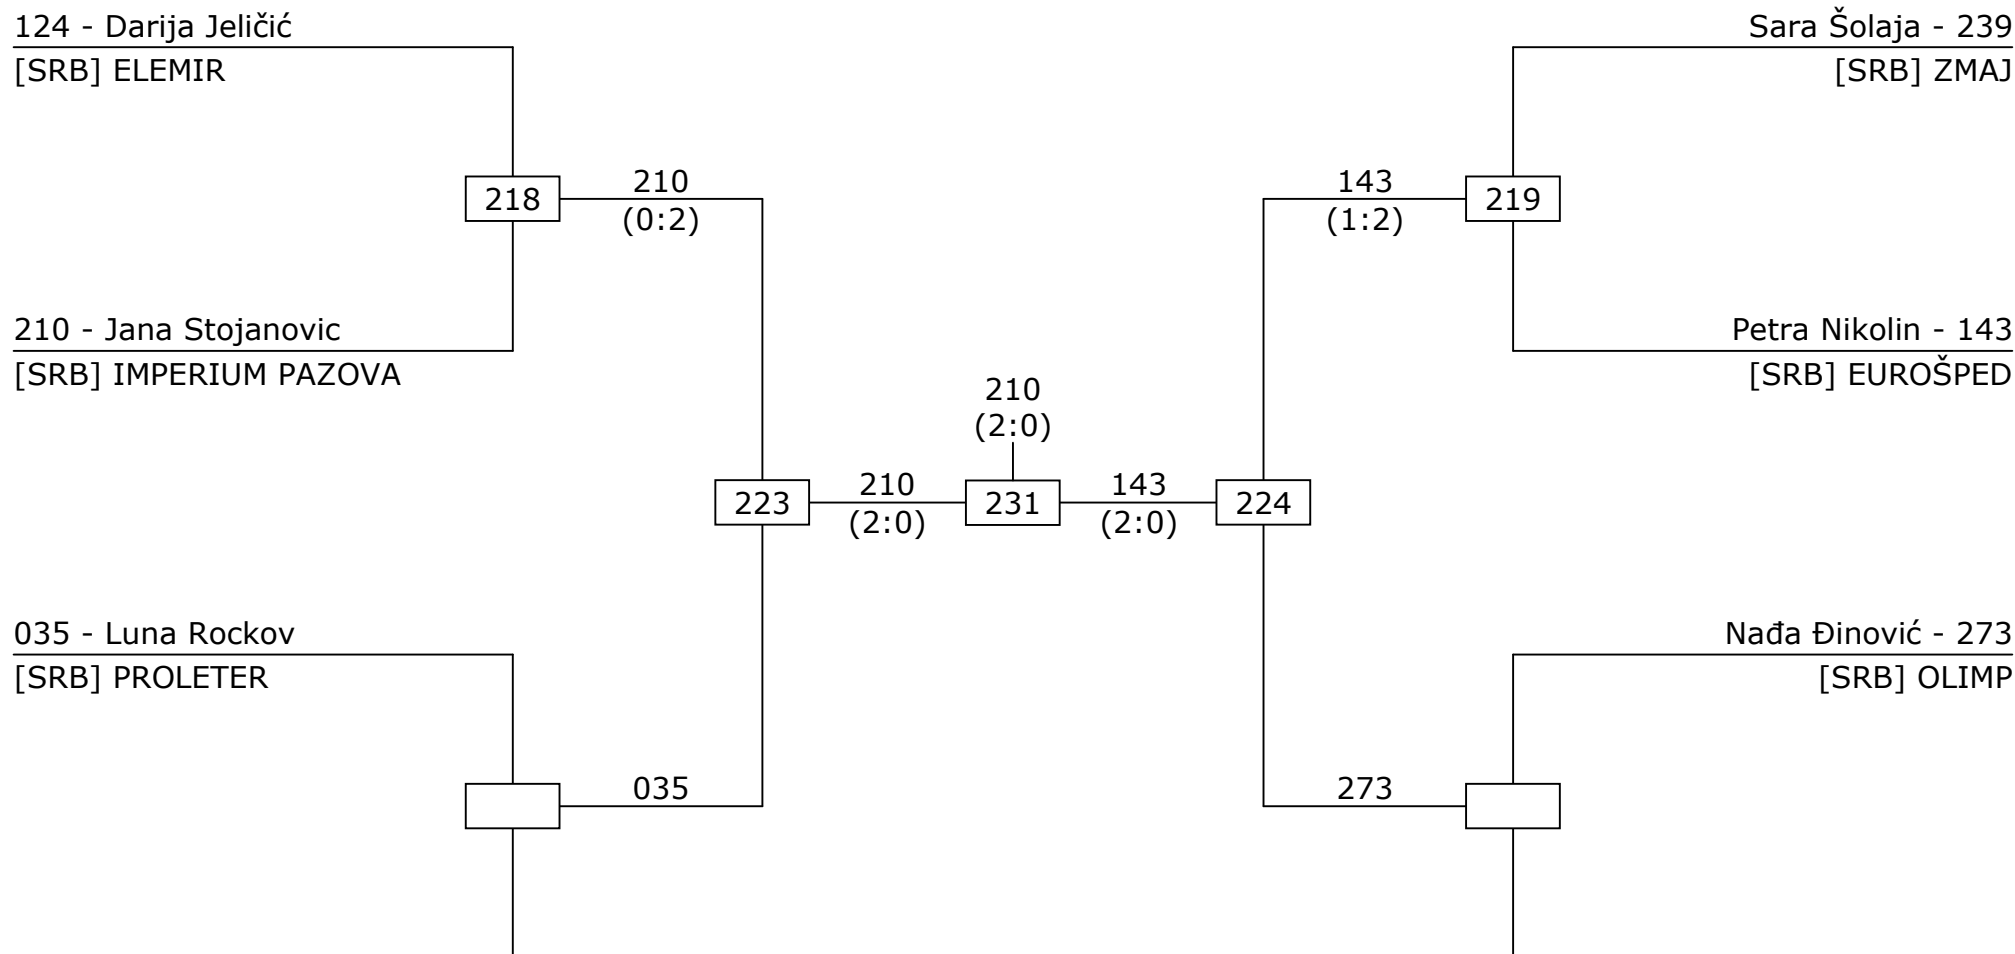 124 - Darija Jeličić
[SRB] ELEMIR
Sara Šolaja - 239
[SRB] ZMAJ
218
210
(0:2)
143
(1:2)
219
210 - Jana Stojanovic
[SRB] IMPERIUM PAZOVA
Petra Nikolin - 143
[SRB] EUROŠPED
210
(2:0)
223
210
(2:0)
231
143
(2:0)
224
035 - Luna Rockov
[SRB] PROLETER
Nađa Đinović - 273
[SRB] OLIMP
035
273